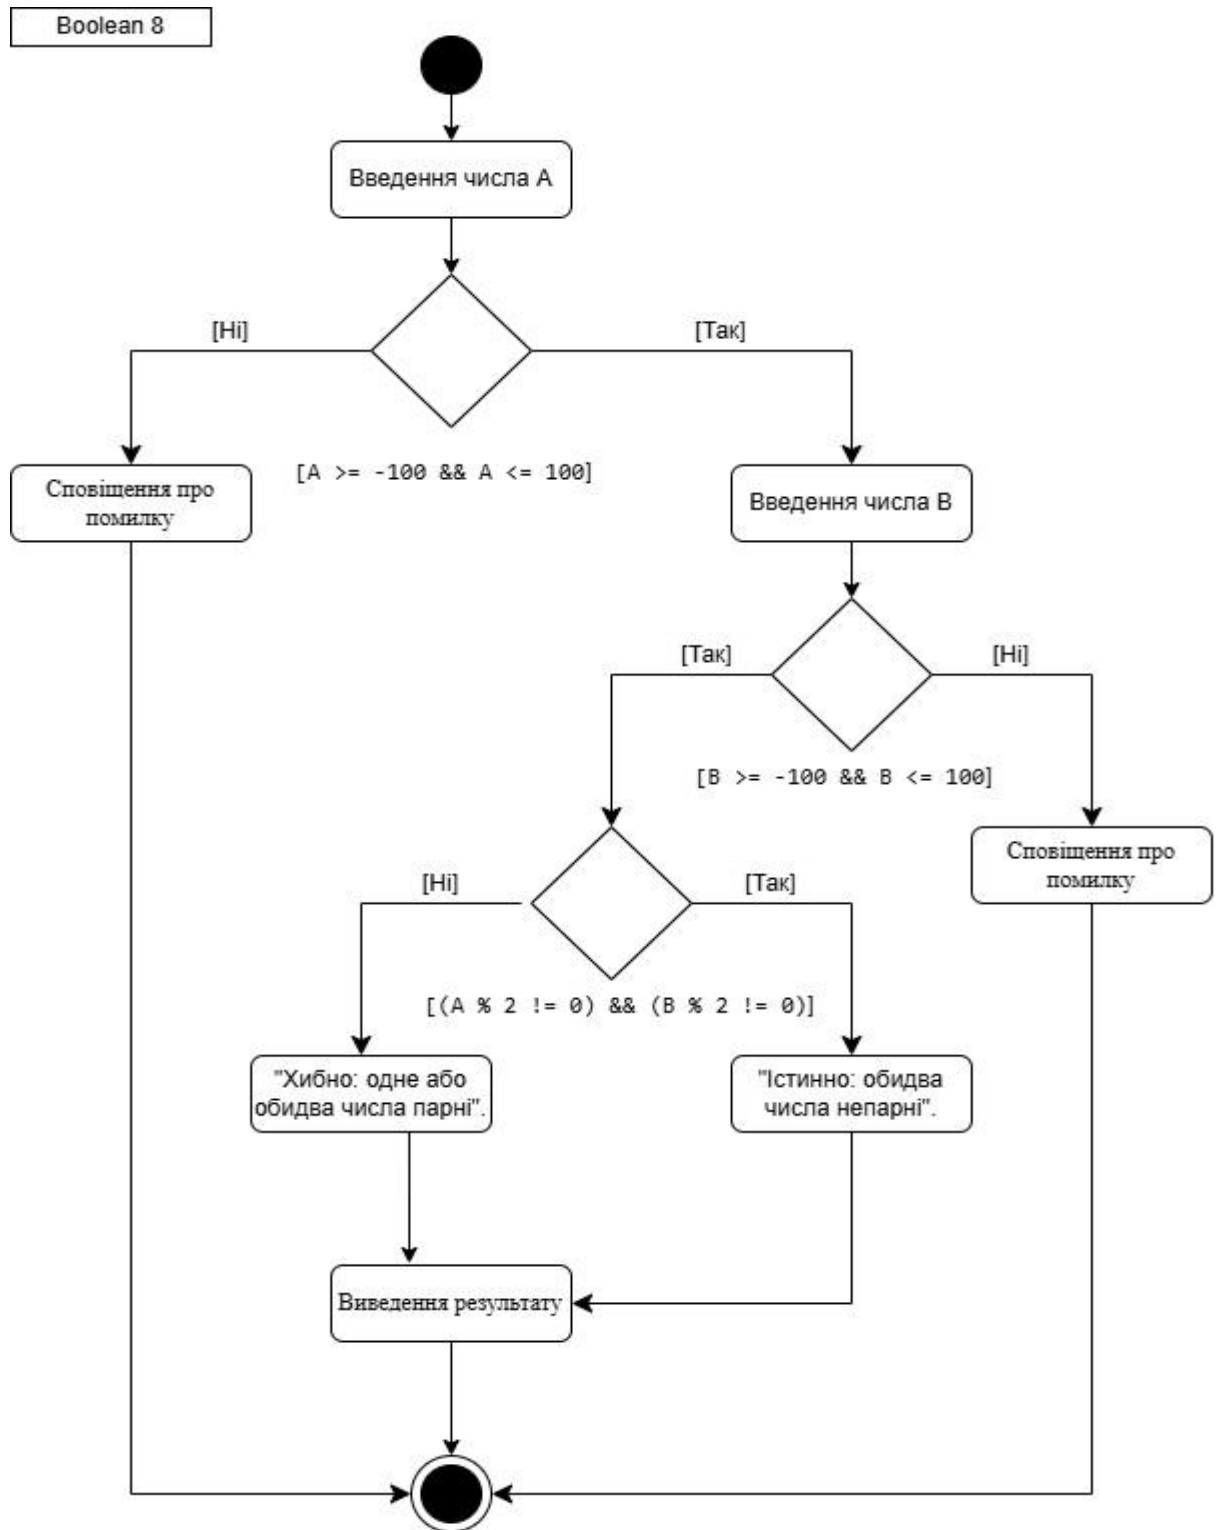 Boolean 8
Введення числа A
[Ні]
[Так]
[A >= -100 && A <= 100]
Сповіщення про
помилку
Введення числа B
[Так]
[Ні]
[B >= -100 && B <= 100]
Сповіщення про
помилку
[Ні]
[Так]
[(A % 2 != 0) && (B % 2 != 0)]
"Хибно: одне або
обидва числа парні".
"Істинно: обидва
числа непарні".
Виведення результату